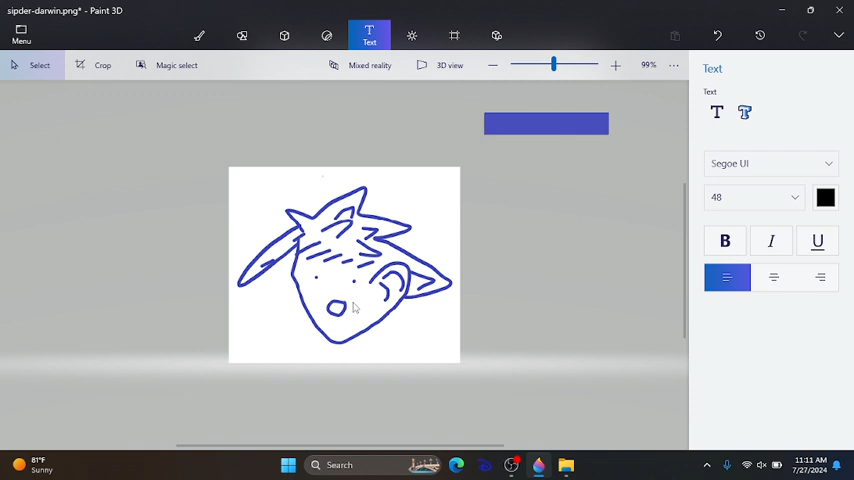 sipder-darwin.png* - Paint 3D
Menu
Text
Select
Crop
Magic select
Mixed reality
3D view
99%
Text
Text
Segoe UI
48
B
I
U
81°F
Sunny
Search
11:11 AM
7/27/2024